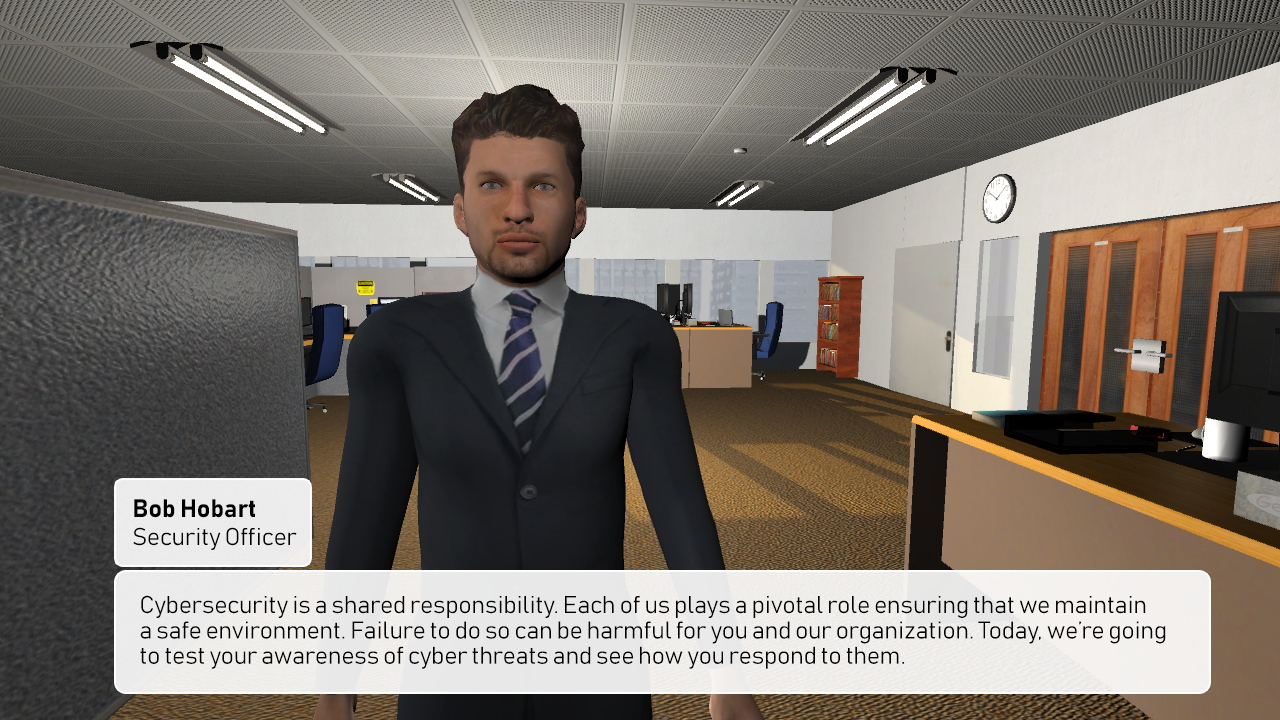 Bob Hobart
Security Officer
Cybersecurity is a shared responsibility. Each of us plays a pivotal role ensuring that we maintain
a safe environment. Failure to do so can be harmful for you and our organization. Today, we're going
to test your awareness of cyber threats and see how you respond to them.